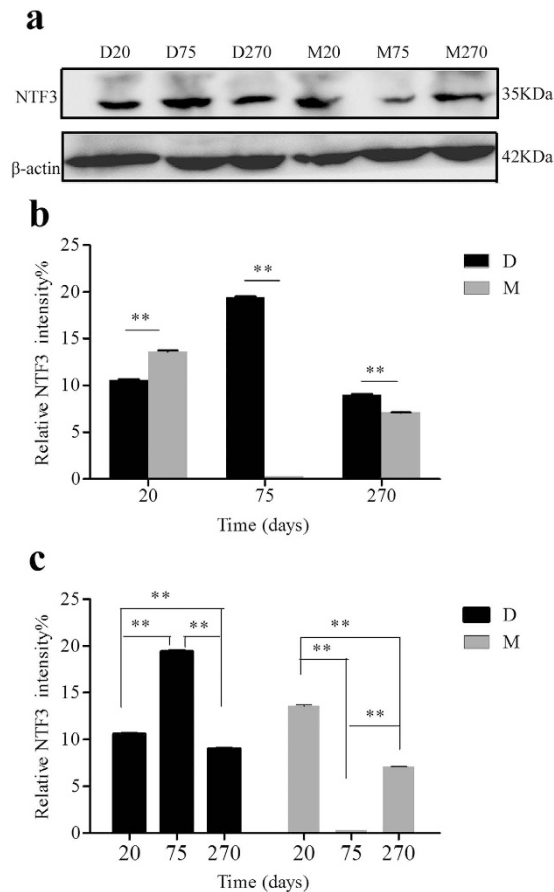 a
D20 D75 D270 M20 M75 M270
NTF3 35KDa
β-actin 42KDa
b
Relative NTF3 intensity%
25
20
15
10
5
0
** ** **
D
M
20 75 270
Time (days)
c
Relative NTF3 intensity%
25
20
15
10
5
0
**
** **
**
**
**
D
M
20 75 270 20 75 270
Time (days)